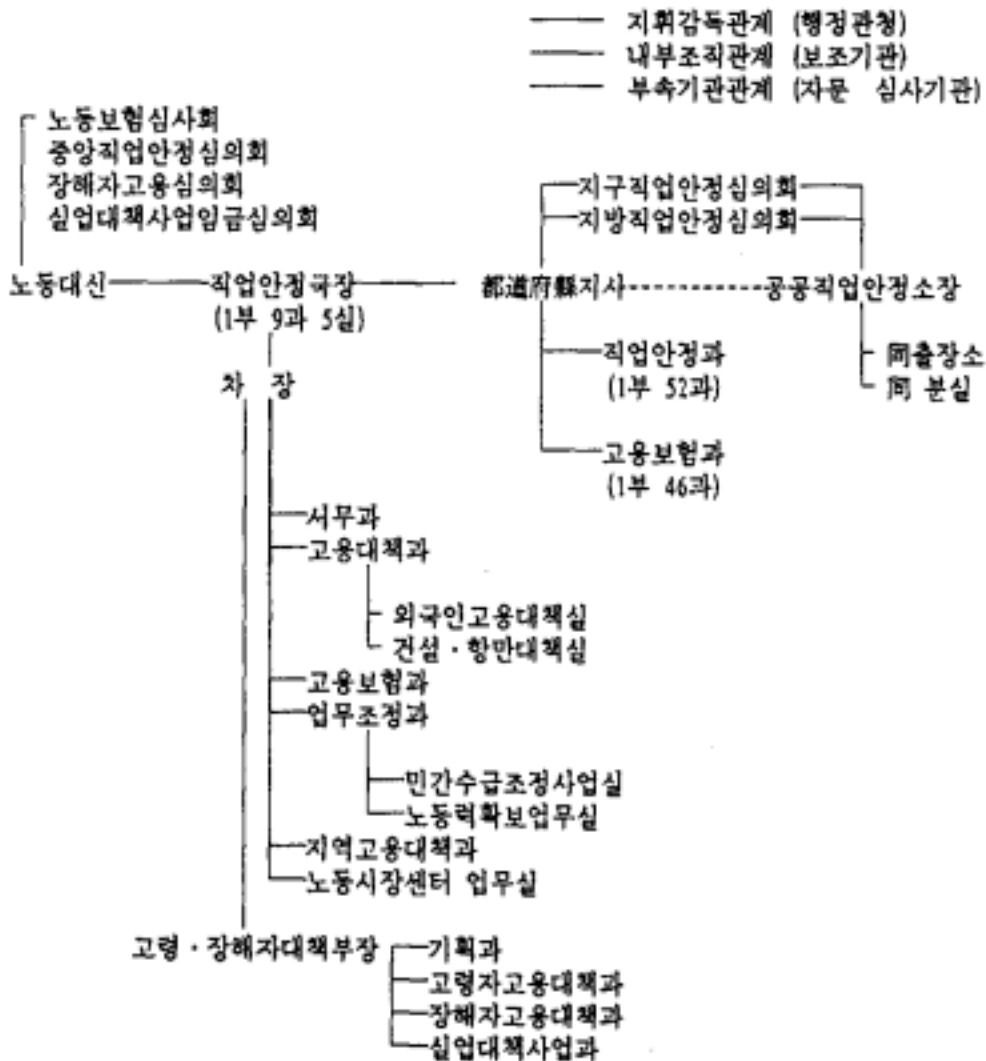 지휘감독관계 (행정관청)
내부조직관계 (보조기관)
부속기관관계 (자문 심사기관)
노동보험심사회
중앙직업안정심의회
장해자고용심의회
실업대책사업임금심의회
지구직업안정심의회
지방직업안정심의회
노동대신 직업안정국장 都道府縣지사 공공직업안정소장
(1부 9과 5실)
직업안정과
(1부 52과)
同출장소
同 분실
차 장
고용보험과
(1부 46과)
서무과
고용대책과
외국인고용대책실
건설·항만대책실
고용보험과
업무조정과
민간수급조정사업실
노동력확보업무실
지역고용대책과
노동시장센터 업무실
고령·장해자대책부장
기획과
고령자고용대책과
장해자고용대책과
실업대책사업과